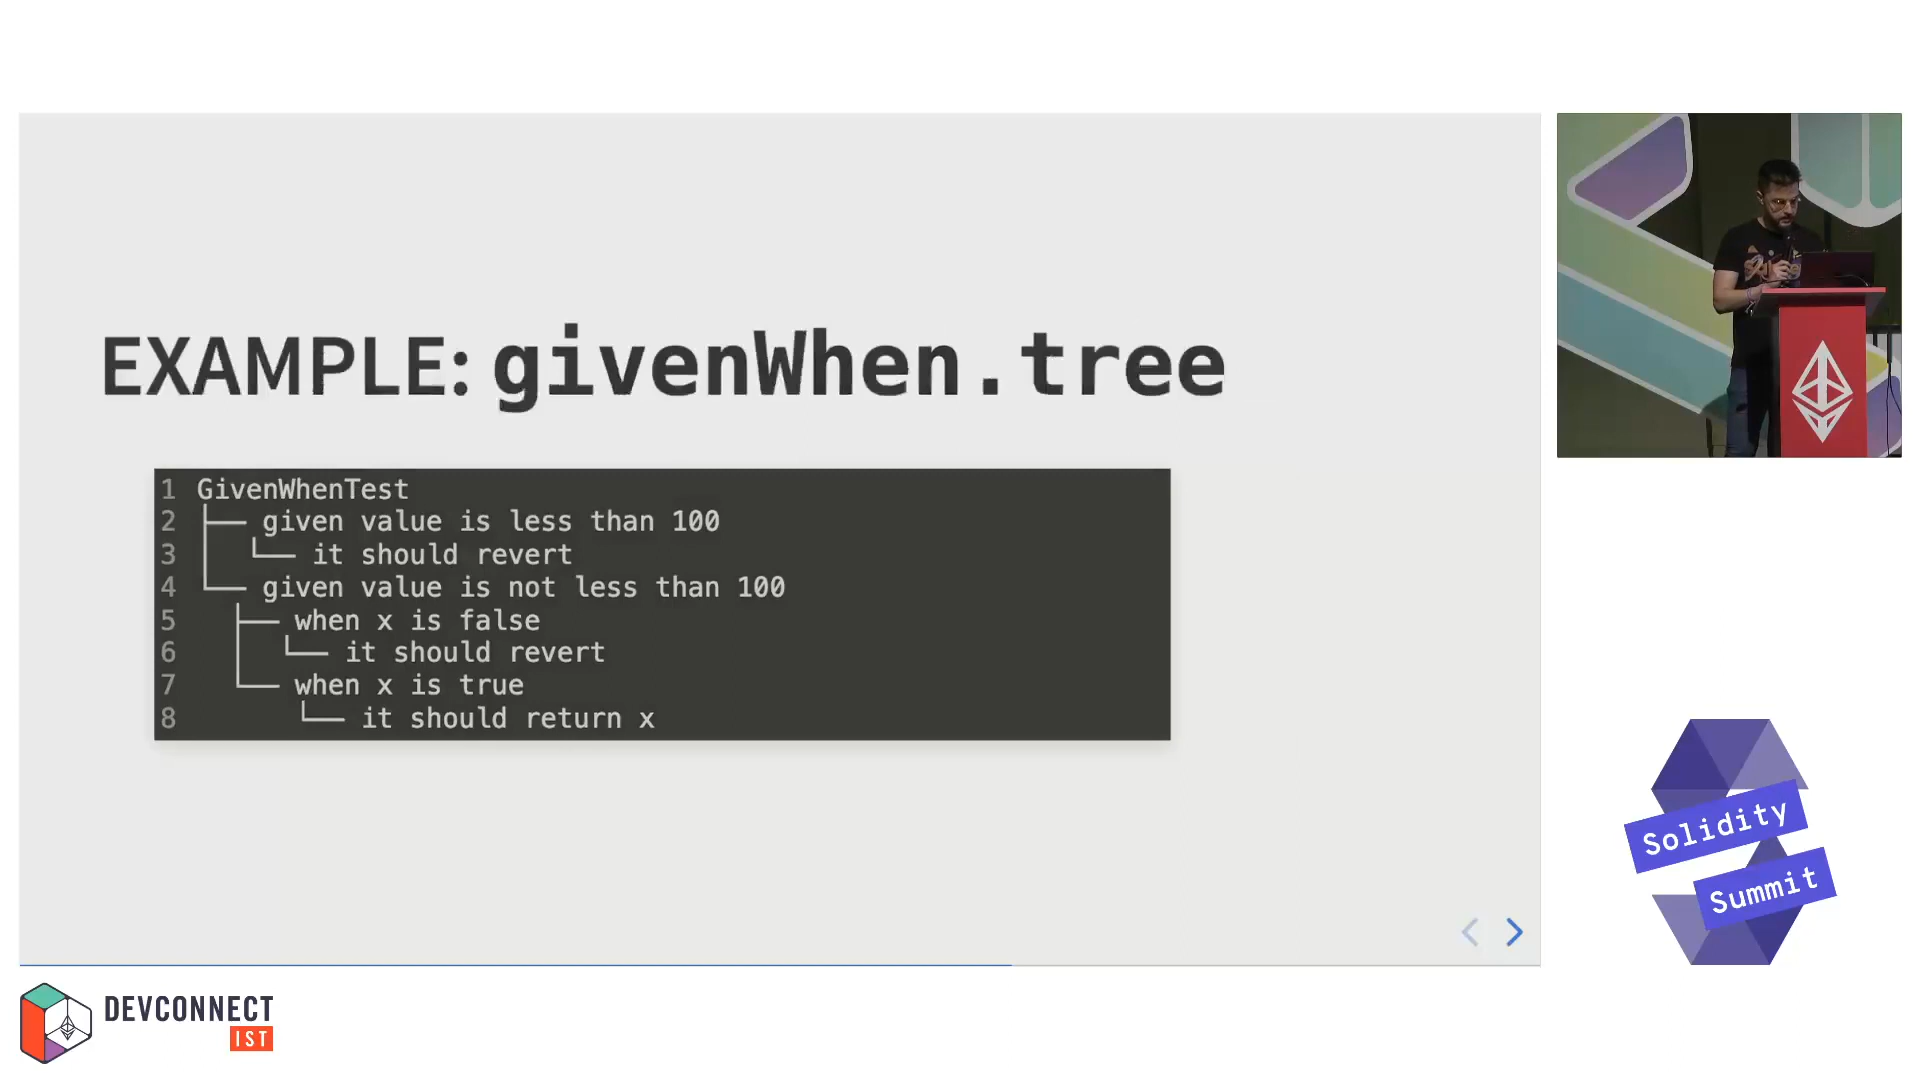 EXAMPLE: givenWhen.tree
1 GivenWhenTest
2 ├── given value is less than 100
3 │  └── it should revert
4 └── given value is not less than 100
5   ├── when x is false
6   │  └── it should revert
7   └── when x is true
8       └── it should return x
Solidity
Summit
DEVCONNECT
IST